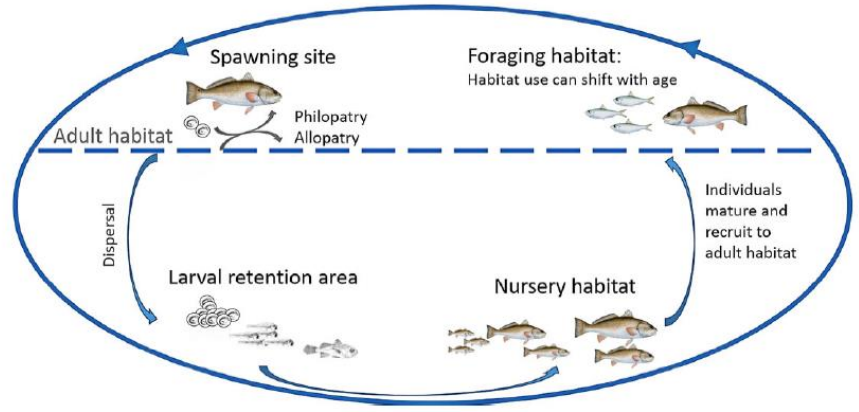 Spawning site
Foraging habitat:
Habitat use can shift with age
Philopatry
Allopatry
Adult habitat
Dispersal
Individuals
mature and
recruit to
adult habitat
Larval retention area
Nursery habitat